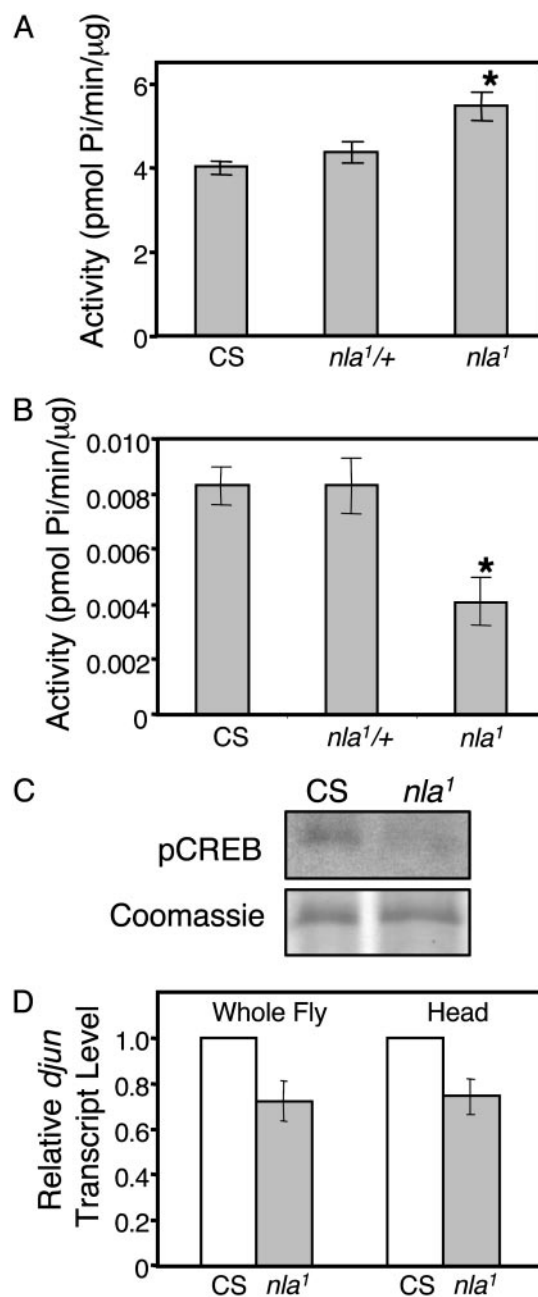 A
Activity (pmol Pi/min/µg)
6
4
2
0
*
CS
nla¹/+
nla¹
B
Activity (pmol Pi/min/µg)
0.010
0.008
0.006
0.004
0.002
0
*
CS
nla¹/+
nla¹
C
CS
nla¹
pCREB
Coomassie
D
Relative djun
Transcript Level
1.0
0.8
0.6
0.4
0.2
0
Whole Fly
Head
CS
nla¹
CS
nla¹